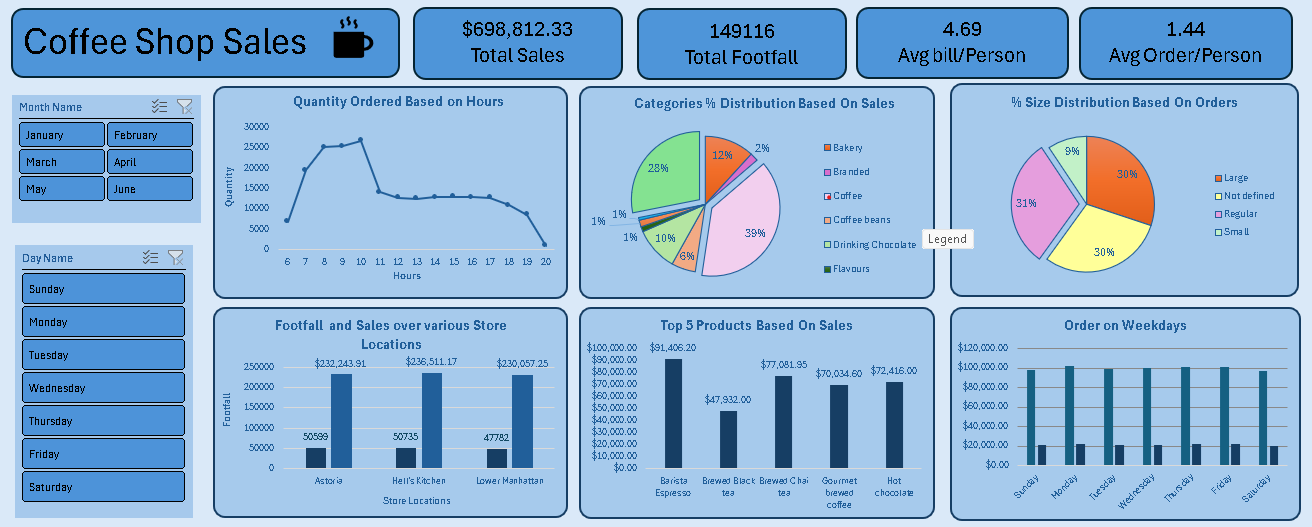 Coffee Shop Sales
$698,812.33
Total Sales
149116
Total Footfall
4.69
Avg bill/Person
1.44
Avg Order/Person
Month Name
January
February
March
April
May
June
Day Name
Sunday
Monday
Tuesday
Wednesday
Thursday
Friday
Saturday
Quantity Ordered Based on Hours
30000
25000
20000
15000
10000
5000
0
Quantity
6 7 8 9 10 11 12 13 14 15 16 17 18 19 20
Hours
Categories % Distribution Based On Sales
12%
2%
39%
6%
10%
1%
1%
1%
28%
Bakery
Branded
Coffee
Coffee beans
Drinking Chocolate
Flavours
Legend
% Size Distribution Based On Orders
30%
30%
31%
9%
Large
Not defined
Regular
Small
Footfall and Sales over various Store
Locations
250000
200000
150000
100000
50000
0
Footfall
$232,243.91
$236,511.17
$230,057.25
50599
50735
47782
Astoria
Hell's Kitchen
Lower Manhattan
Store Locations
Top 5 Products Based On Sales
$100,000.00
$90,000.00
$80,000.00
$70,000.00
$60,000.00
$50,000.00
$40,000.00
$30,000.00
$20,000.00
$10,000.00
$0.00
$91,406.20
$47,932.00
$77,081.95
$70,034.60
$72,416.00
Barista
Espresso
Brewed Black
tea
Brewed Chai
tea
Gourmet
brewed
coffee
Hot
chocolate
Order on Weekdays
$120,000.00
$100,000.00
$80,000.00
$60,000.00
$40,000.00
$20,000.00
$0.00
Sunday
Monday
Tuesday
Wednesday
Thursday
Friday
Saturday